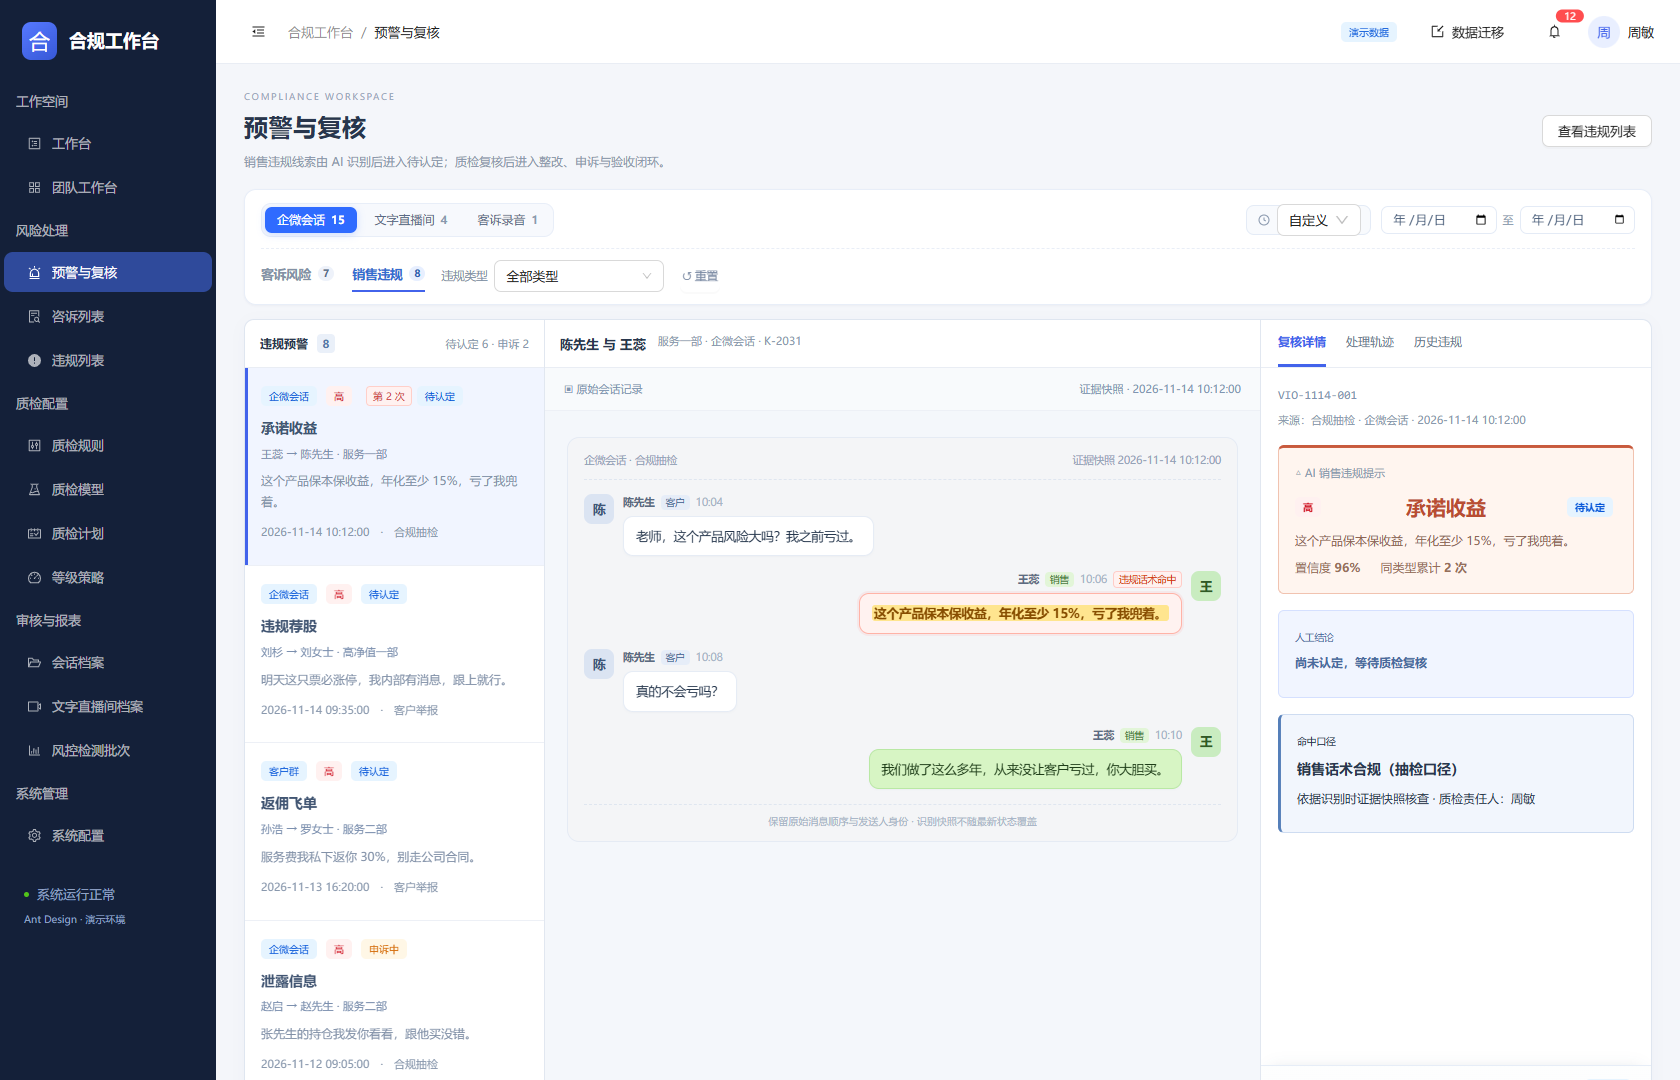 合 合规工作台
工作空间
工作台
团队工作台
风险处理
预警与复核
咨诉列表
违规列表
质检配置
质检规则
质检模型
质检计划
等级策略
审核与报表
会话档案
文字直播间档案
风控检测批次
系统管理
系统配置
系统运行正常
Ant Design · 演示环境
合规工作台 / 预警与复核
演示数据
数据迁移
12
周 周敏
COMPLIANCE WORKSPACE
预警与复核
销售违规线索由 AI 识别后进入待认定；质检复核后进入整改、申诉与验收闭环。
查看违规列表
企微会话 15 文字直播间 4 客诉录音 1
自定义 年 /月/日 至 年 /月/日
客诉风险 7 销售违规 8 违规类型 全部类型 重置
违规预警 8 待认定 6 · 申诉 2
企微会话 高 第 2 次 待认定
承诺收益
王蕊 → 陈先生 · 服务一部
这个产品保本保收益，年化至少 15%，亏了我兜
着。
2026-11-14 10:12:00 · 合规抽检
企微会话 高 待认定
违规荐股
刘杉 → 刘女士 · 高净值一部
明天这只票必涨停，我内部有消息，跟上就行。
2026-11-14 09:35:00 · 客户举报
客户群 高 待认定
返佣飞单
孙浩 → 罗女士 · 服务二部
服务费我私下返你 30%，别走公司合同。
2026-11-13 16:20:00 · 客户举报
企微会话 高 申诉中
泄露信息
赵启 → 赵先生 · 服务二部
张先生的持仓我发你看看，跟他买没错。
2026-11-12 09:05:00 · 合规抽检
陈先生 与 王蕊 服务一部 · 企微会话 · K-2031
原始会话记录 证据快照 · 2026-11-14 10:12:00
企微会话 · 合规抽检 证据快照 2026-11-14 10:12:00
陈 陈先生 客户 10:04
老师，这个产品风险大吗？我之前亏过。
王蕊 销售 10:06 违规话术命中 王
这个产品保本保收益，年化至少 15%，亏了我兜着。
陈 陈先生 客户 10:08
真的不会亏吗？
王蕊 销售 10:10 王
我们做了这么多年，从来没让客户亏过，你大胆买。
保留原始消息顺序与发送人身份 · 识别快照不随最新状态覆盖
复核详情 处理轨迹 历史违规
VIO-1114-001
来源：合规抽检 · 企微会话 · 2026-11-14 10:12:00
AI 销售违规提示
高 承诺收益 待认定
这个产品保本保收益，年化至少 15%，亏了我兜着。
置信度 96% 同类型累计 2 次
人工结论
尚未认定，等待质检复核
命中口径
销售话术合规（抽检口径）
依据识别时证据快照核查 · 质检责任人：周敏